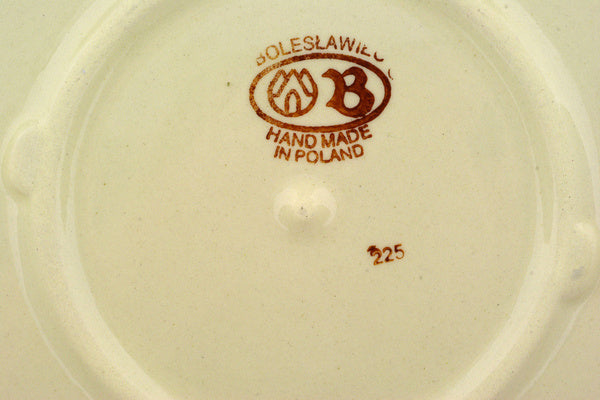 BOLESŁAWIEC
B
HAND MADE
IN POLAND
225